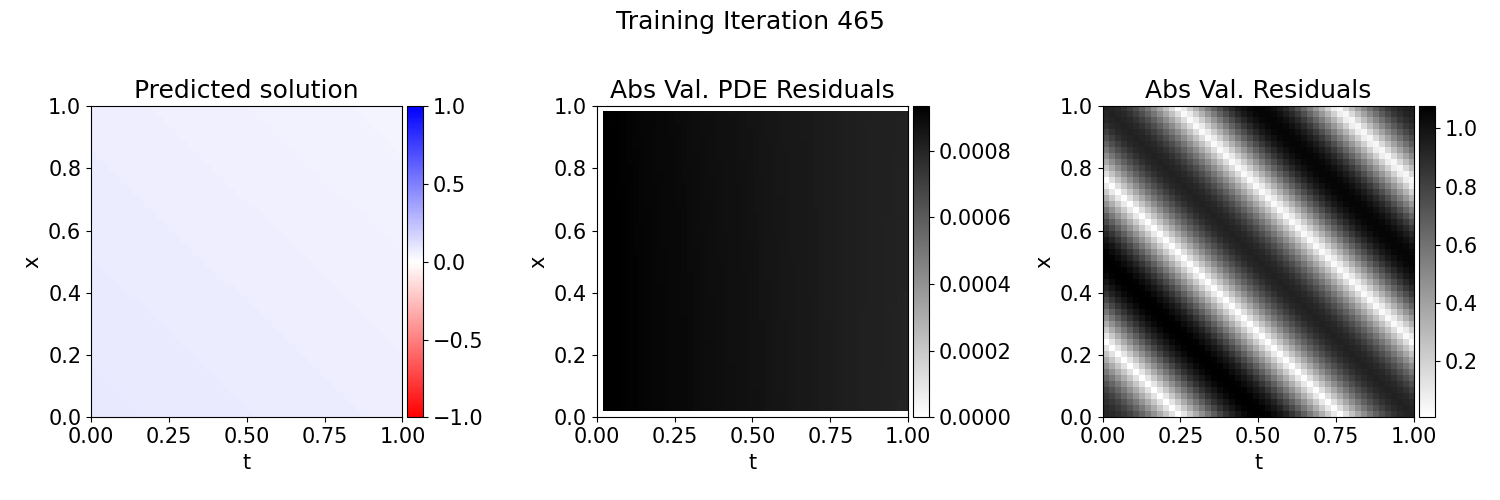 Training Iteration 465
Predicted solution
Abs Val. PDE Residuals
Abs Val. Residuals
1.0
0.8
0.6
0.4
0.2
0.0
x
0.00 0.25 0.50 0.75 1.00
t
1.0
0.5
0.0
−0.5
−1.0
1.0
0.8
0.6
0.4
0.2
0.0
x
0.00 0.25 0.50 0.75 1.00
t
0.0008
0.0006
0.0004
0.0002
0.0000
1.0
0.8
0.6
0.4
0.2
0.0
x
0.00 0.25 0.50 0.75 1.00
t
1.0
0.8
0.6
0.4
0.2